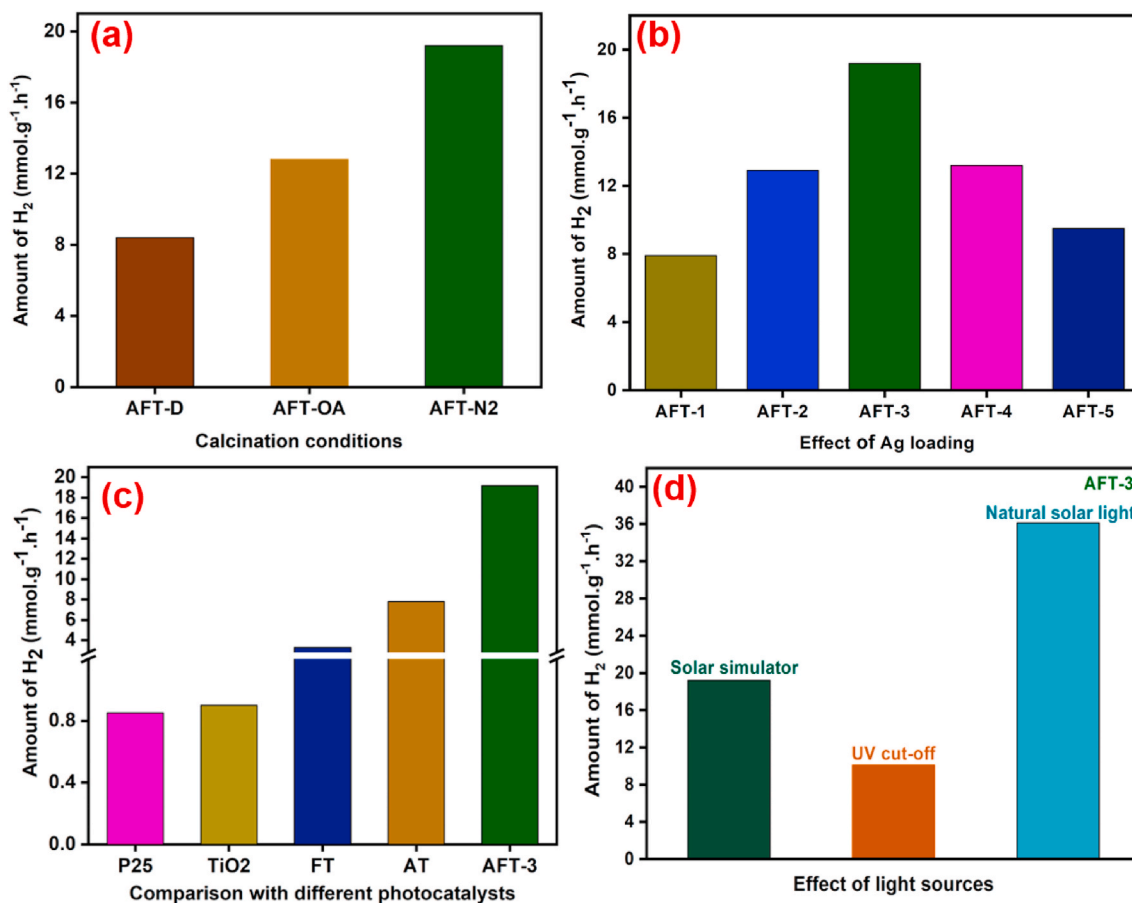 (a)
Amount of H₂ (mmol.g⁻¹.h⁻¹)
20
16
12
8
4
0
AFT-D AFT-OA AFT-N2
Calcination conditions
(b)
Amount of H₂ (mmol.g⁻¹.h⁻¹)
20
16
12
8
4
0
AFT-1 AFT-2 AFT-3 AFT-4 AFT-5
Effect of Ag loading
(c)
Amount of H₂ (mmol.g⁻¹.h⁻¹)
20
18
16
14
12
10
8
6
4
0.8
0.4
0.0
P25 TiO2 FT AT AFT-3
Comparison with different photocatalysts
(d)
AFT-3
Natural solar light
Solar simulator
UV cut-off
Amount of H₂ (mmol.g⁻¹.h⁻¹)
40
36
32
28
24
20
16
12
8
4
0
Effect of light sources